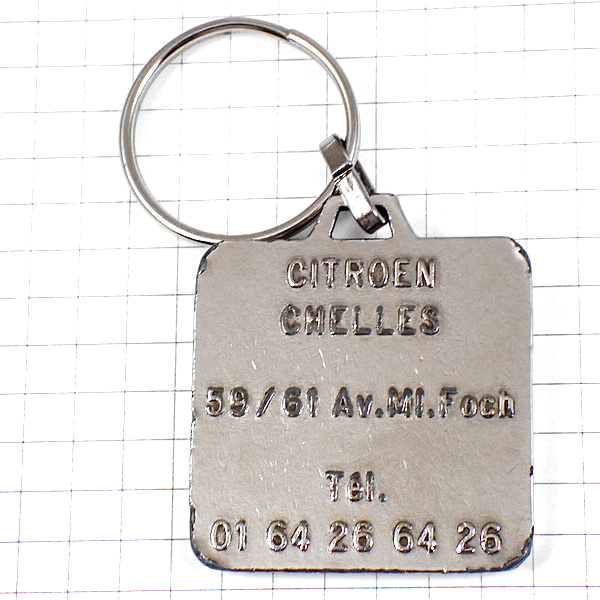 CITROEN
CHELLES
59/61 Av.Ml.Foch
Tél.
01 64 26 64 26